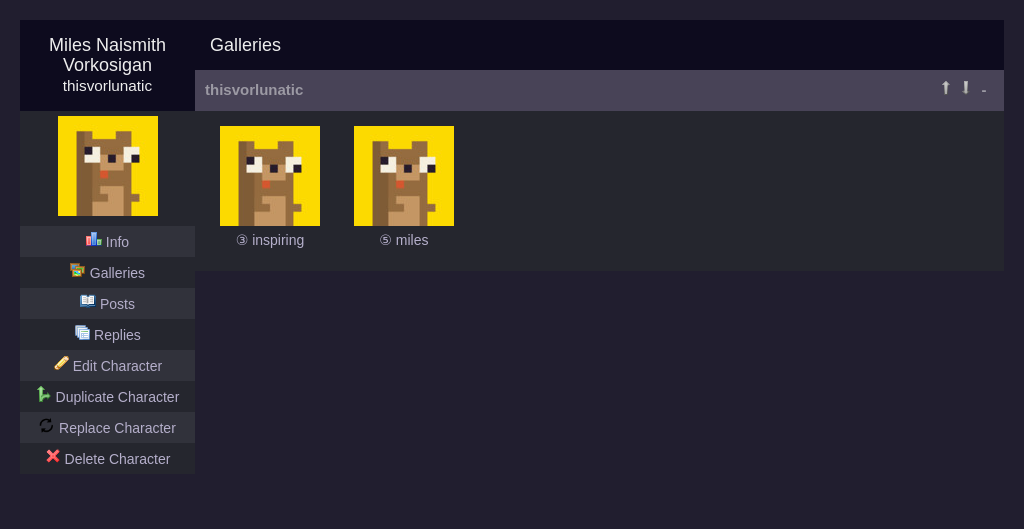 Miles Naismith
Vorkosigan
thisvorlunatic
Galleries
thisvorlunatic
-
③ inspiring
⑤ miles
Info
Galleries
Posts
Replies
Edit Character
Duplicate Character
Replace Character
Delete Character